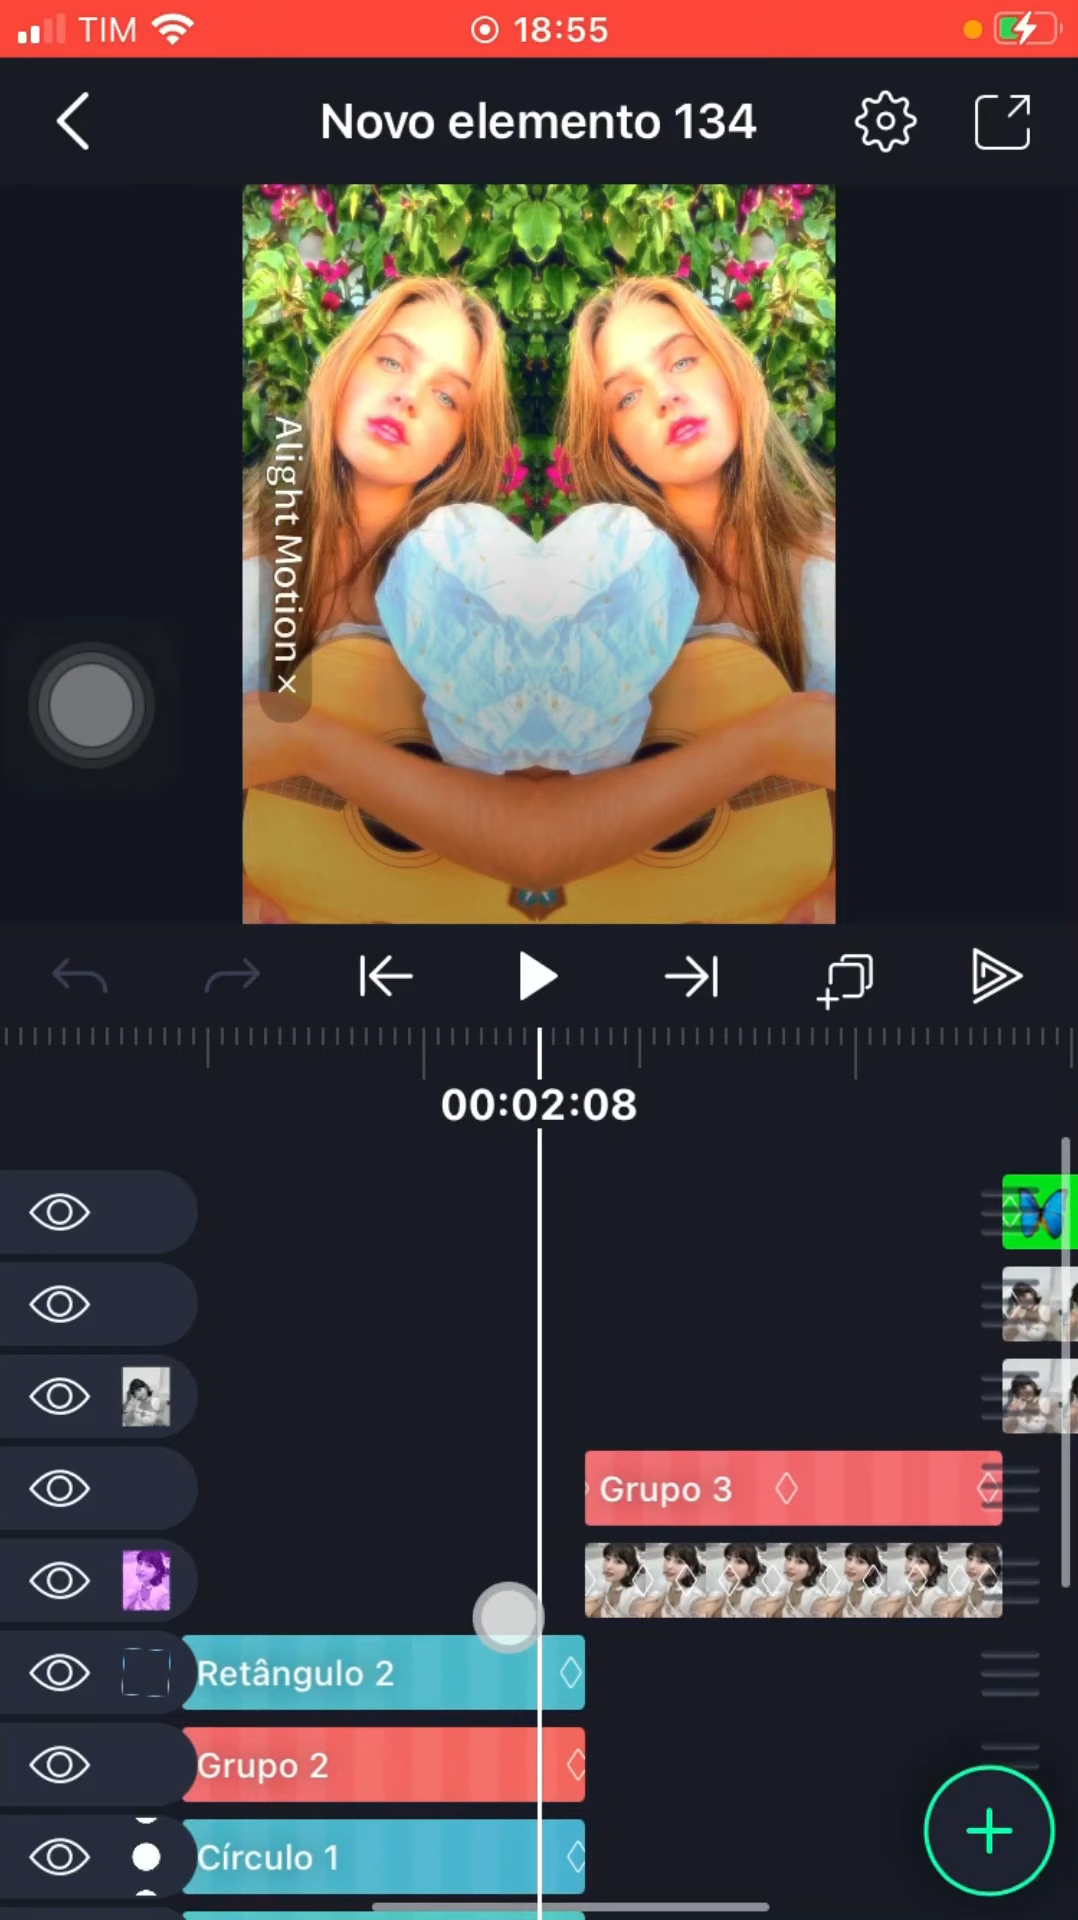 TIM
18:55
Novo elemento 134
Alight Motion ×
00:02:08
Grupo 3
Retângulo 2
Grupo 2
Círculo 1